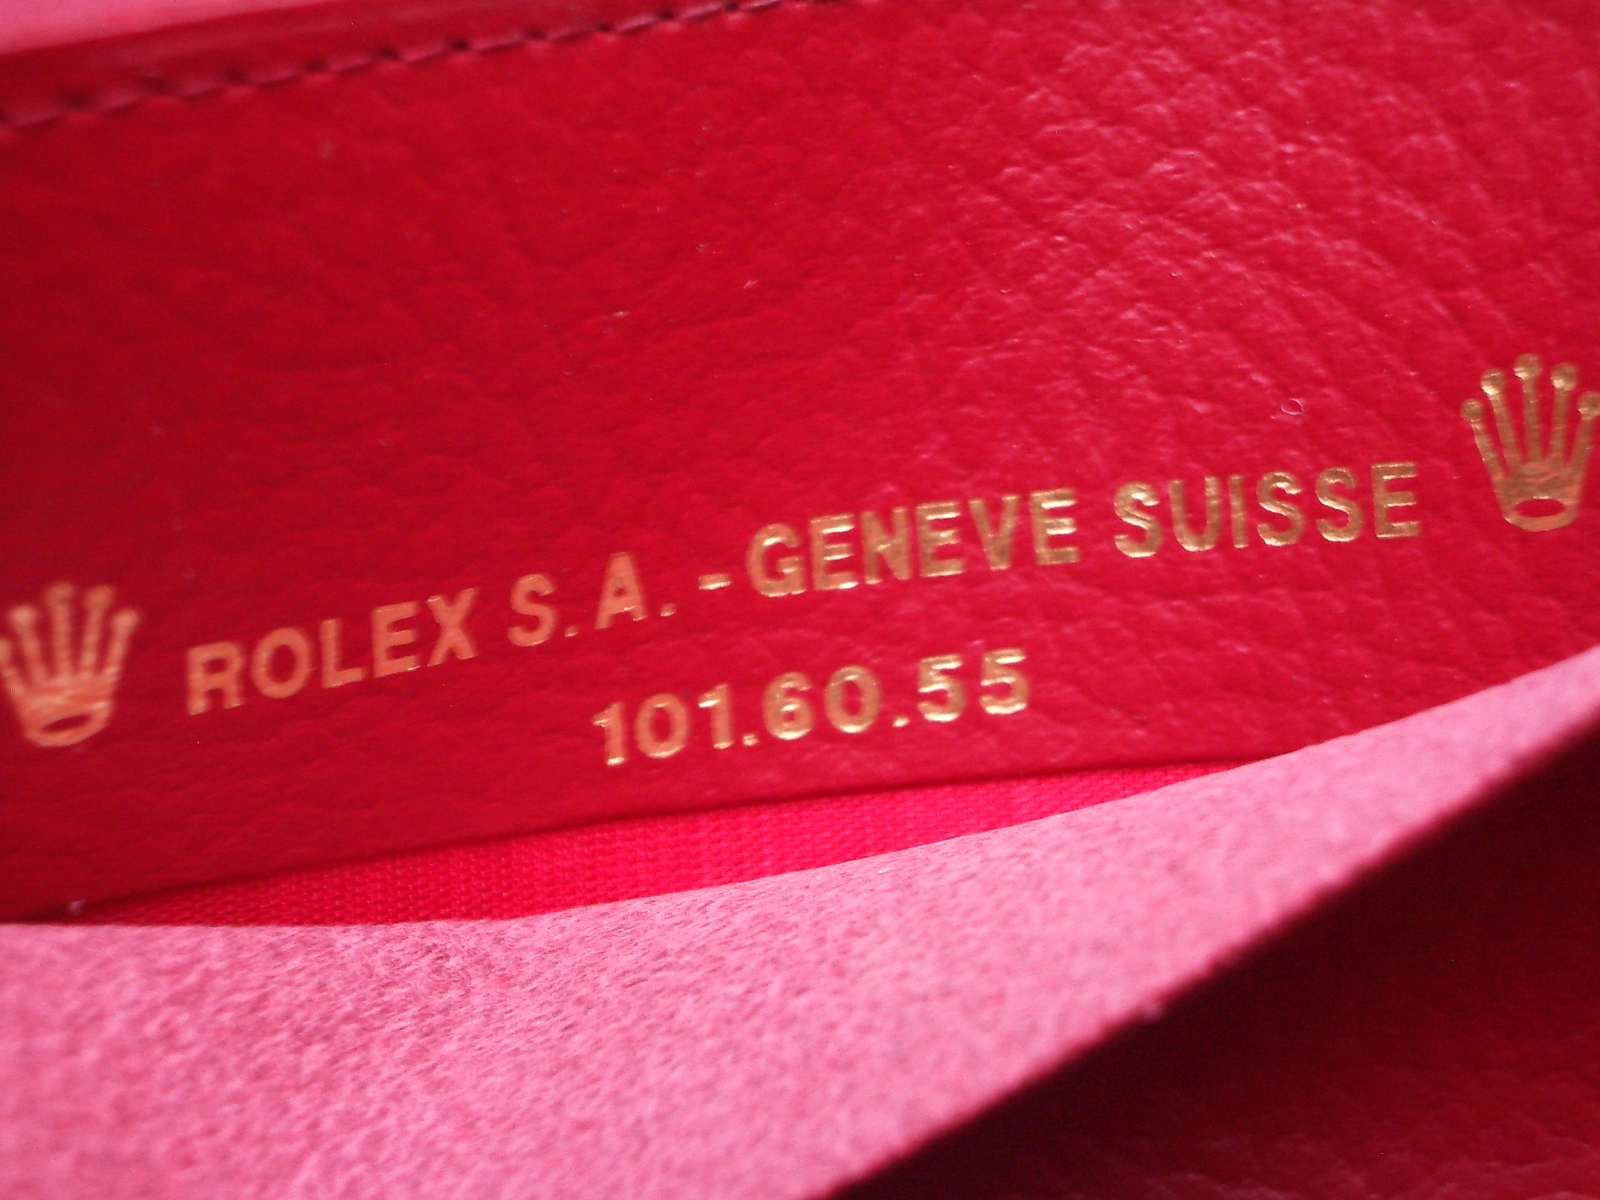 ROLEX S.A. - GENEVE SUISSE
101.60.55